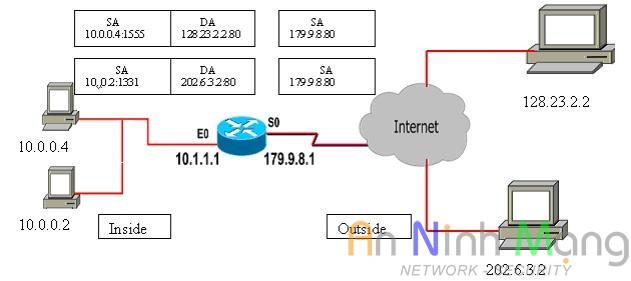 SA DA SA
10.0.0.4:1555 128.23.2.2:80 179.9.8.80
SA DA SA
10.,0.2:1331 202.6.3.2:80 179.9.8.80
128.23.2.2
10.0.0.4
E0
S0
Internet
10.1.1.1
179.9.8.1
10.0.0.2
Inside
Outside
An Ninh Mạng
NETWORK - SECURITY
202.6.3.2